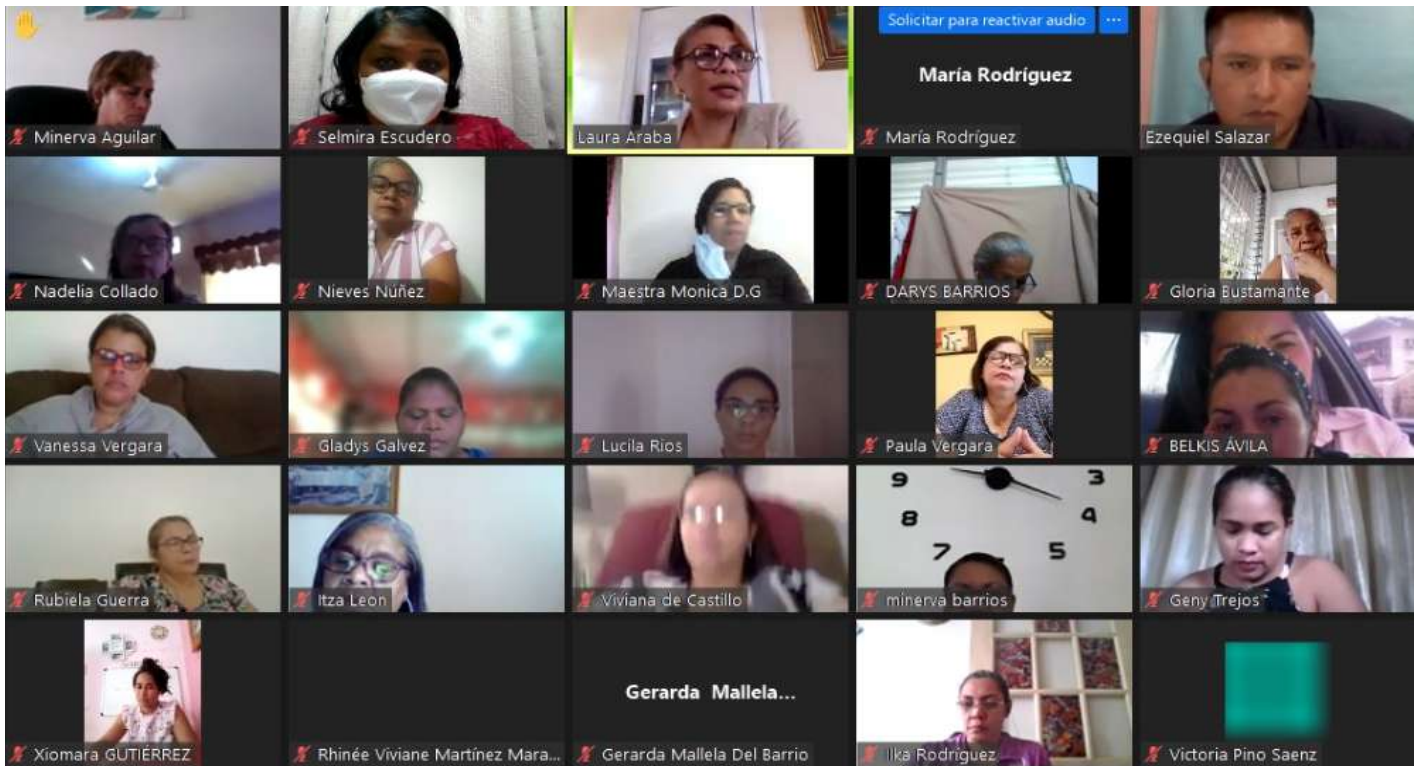 Solicitar para reactivar audio ...
María Rodríguez
Minerva Aguilar
Selmira Escudero
Laura Araba
María Rodríguez
Ezequiel Salazar
Nadelia Collado
Nieves Núñez
Maestra Monica D.G
DARYS BARRIOS
Gloria Bustamante
Vanessa Vergara
Gladys Galvez
Lucila Rios
Paula Vergara
BELKIS ÁVILA
9 3
8 4
7 5
Rubiela Guerra
Itza Leon
Viviana de Castillo
minerva barrios
Geny Trejos
Gerarda Mallela...
Xiomara GUTIÉRREZ
Rhinée Viviane Martínez Mara...
Gerarda Mallela Del Barrio
Ika Rodríguez
Victoria Pino Saenz